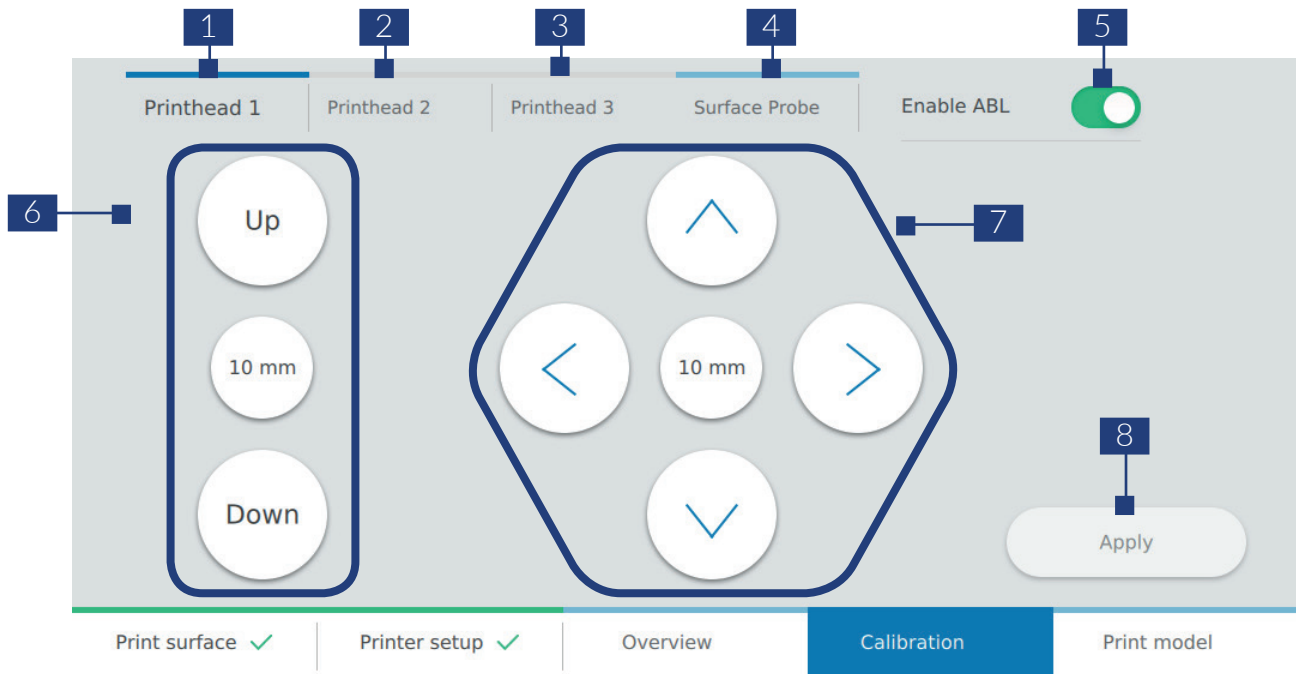 1 2 3 4 5
Printhead 1 Printhead 2 Printhead 3 Surface Probe Enable ABL
6 Up 7
10 mm 10 mm
8
Down Apply
Print surface Printer setup Overview Calibration Print model